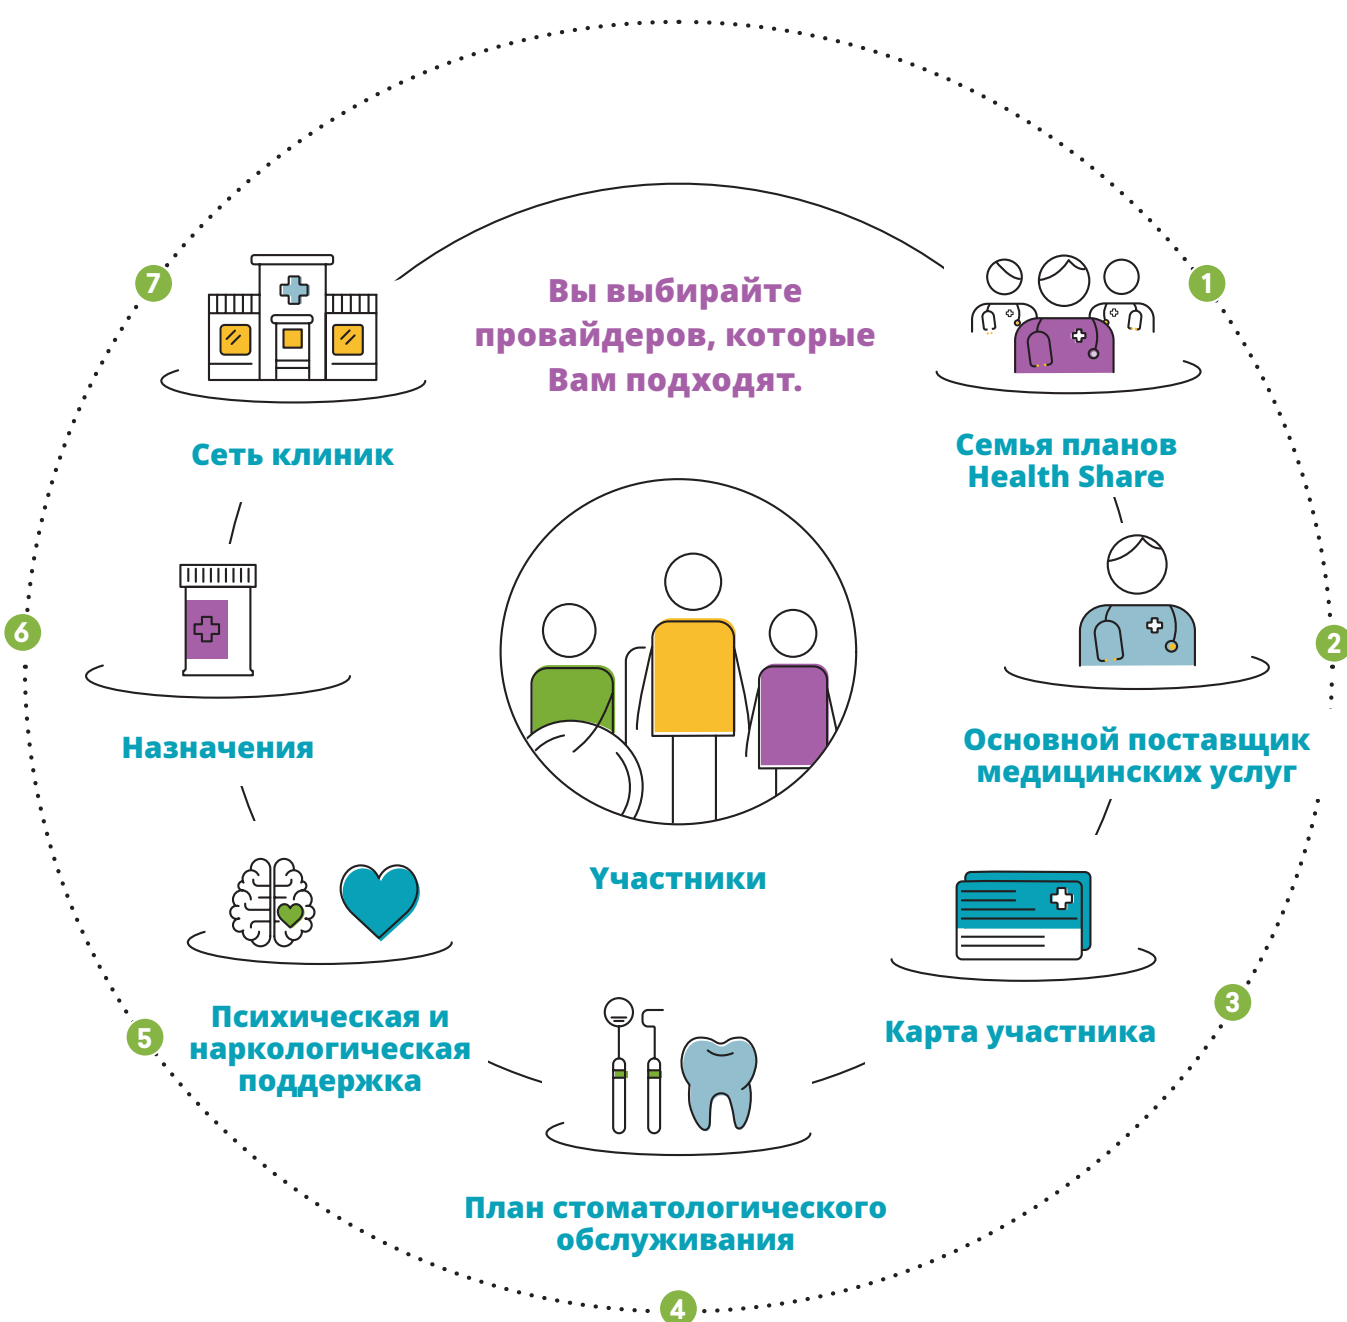 Вы выбирайте
провайдеров, которые
Вам подходят.
1
Семья планов
Health Share
2
Основной поставщик
медицинских услуг
3
Карта участника
4
План стоматологического
обслуживания
5
Психическая и
наркологическая
поддержка
6
Назначения
7
Сеть клиник
Участники